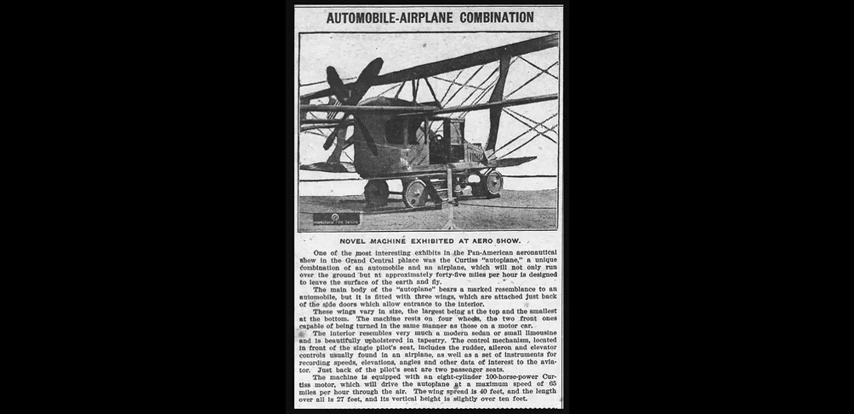 AUTOMOBILE-AIRPLANE COMBINATION
International Film Service
NOVEL MACHINE EXHIBITED AT AERO SHOW.
One of the most interesting exhibits in the Pan-American aeronautical
show in the Grand Central palace was the Curtiss "autoplane," a unique
combination of an automobile and an airplane, which will not only run
over the ground but at approximately forty-five miles per hour is designed
to leave the surface of the earth and fly.
The main body of the "autoplane" bears a marked resemblance to an
automobile, but it is fitted with three wings, which are attached just back
of the side doors which allow entrance to the interior.
These wings vary in size, the largest being at the top and the smallest
at the bottom. The machine rests on four wheels, the two front ones
capable of being turned in the same manner as those on a motor car.
The interior resembles very much a modern sedan or small limousine
and is beautifully upholstered in tapestry. The control mechanism, located
in front of the single pilot's seat, includes the rudder, aileron and elevator
controls usually found in an airplane, as well as a set of instruments for
recording speeds, elevations, angles and other data of interest to the avia-
tor. Just back of the pilot's seat are two passenger seats.
The machine is equipped with an eight-cylinder 100-horse-power Cur-
tiss motor, which will drive the autoplane at a maximum speed of 65
miles per hour through the air. The wing spread is 40 feet, and the length
over all is 27 feet, and its vertical height is slightly over ten feet.